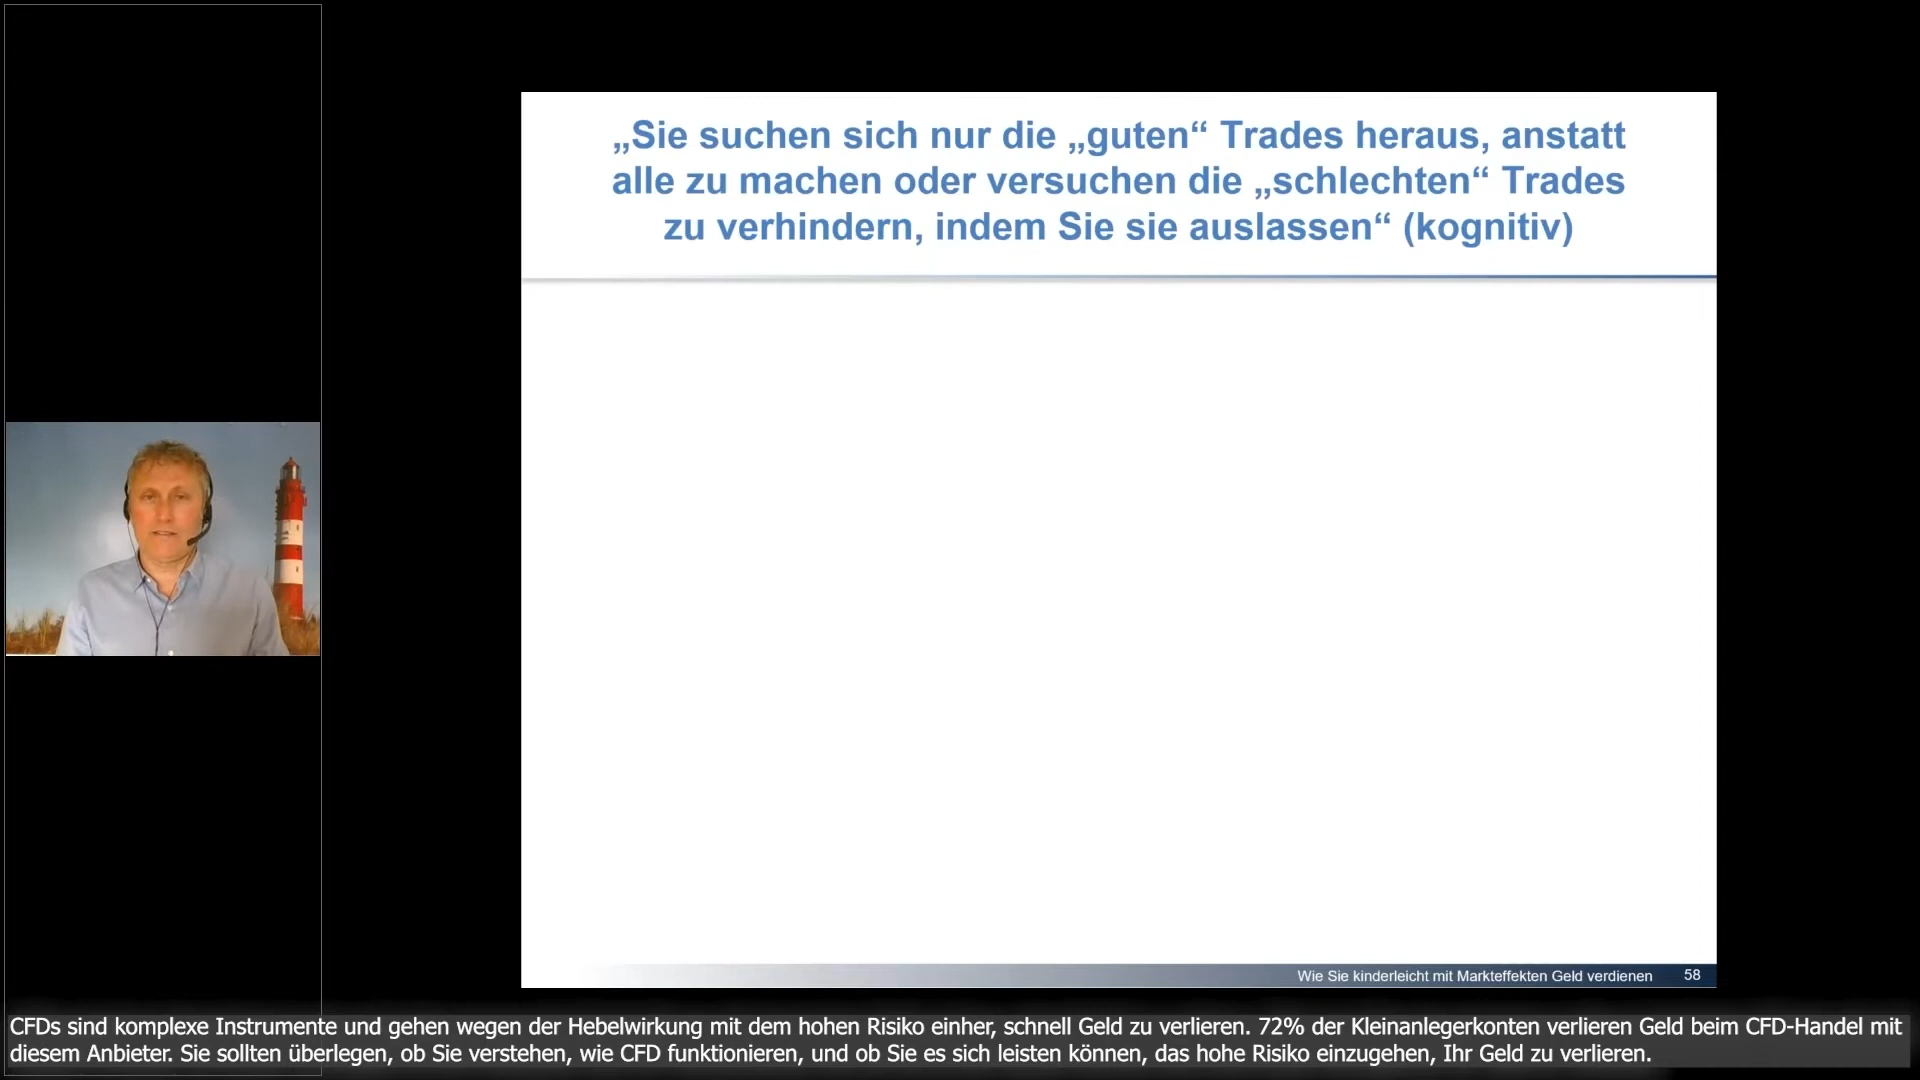 „Sie suchen sich nur die „guten“ Trades heraus, anstatt
alle zu machen oder versuchen die „schlechten“ Trades
zu verhindern, indem Sie sie auslassen“ (kognitiv)
Wie Sie kinderleicht mit Markteffekten Geld verdienen 58
CFDs sind komplexe Instrumente und gehen wegen der Hebelwirkung mit dem hohen Risiko einher, schnell Geld zu verlieren. 72% der Kleinanlegerkonten verlieren Geld beim CFD-Handel mit
diesem Anbieter. Sie sollten überlegen, ob Sie verstehen, wie CFD funktionieren, und ob Sie es sich leisten können, das hohe Risiko einzugehen, Ihr Geld zu verlieren.